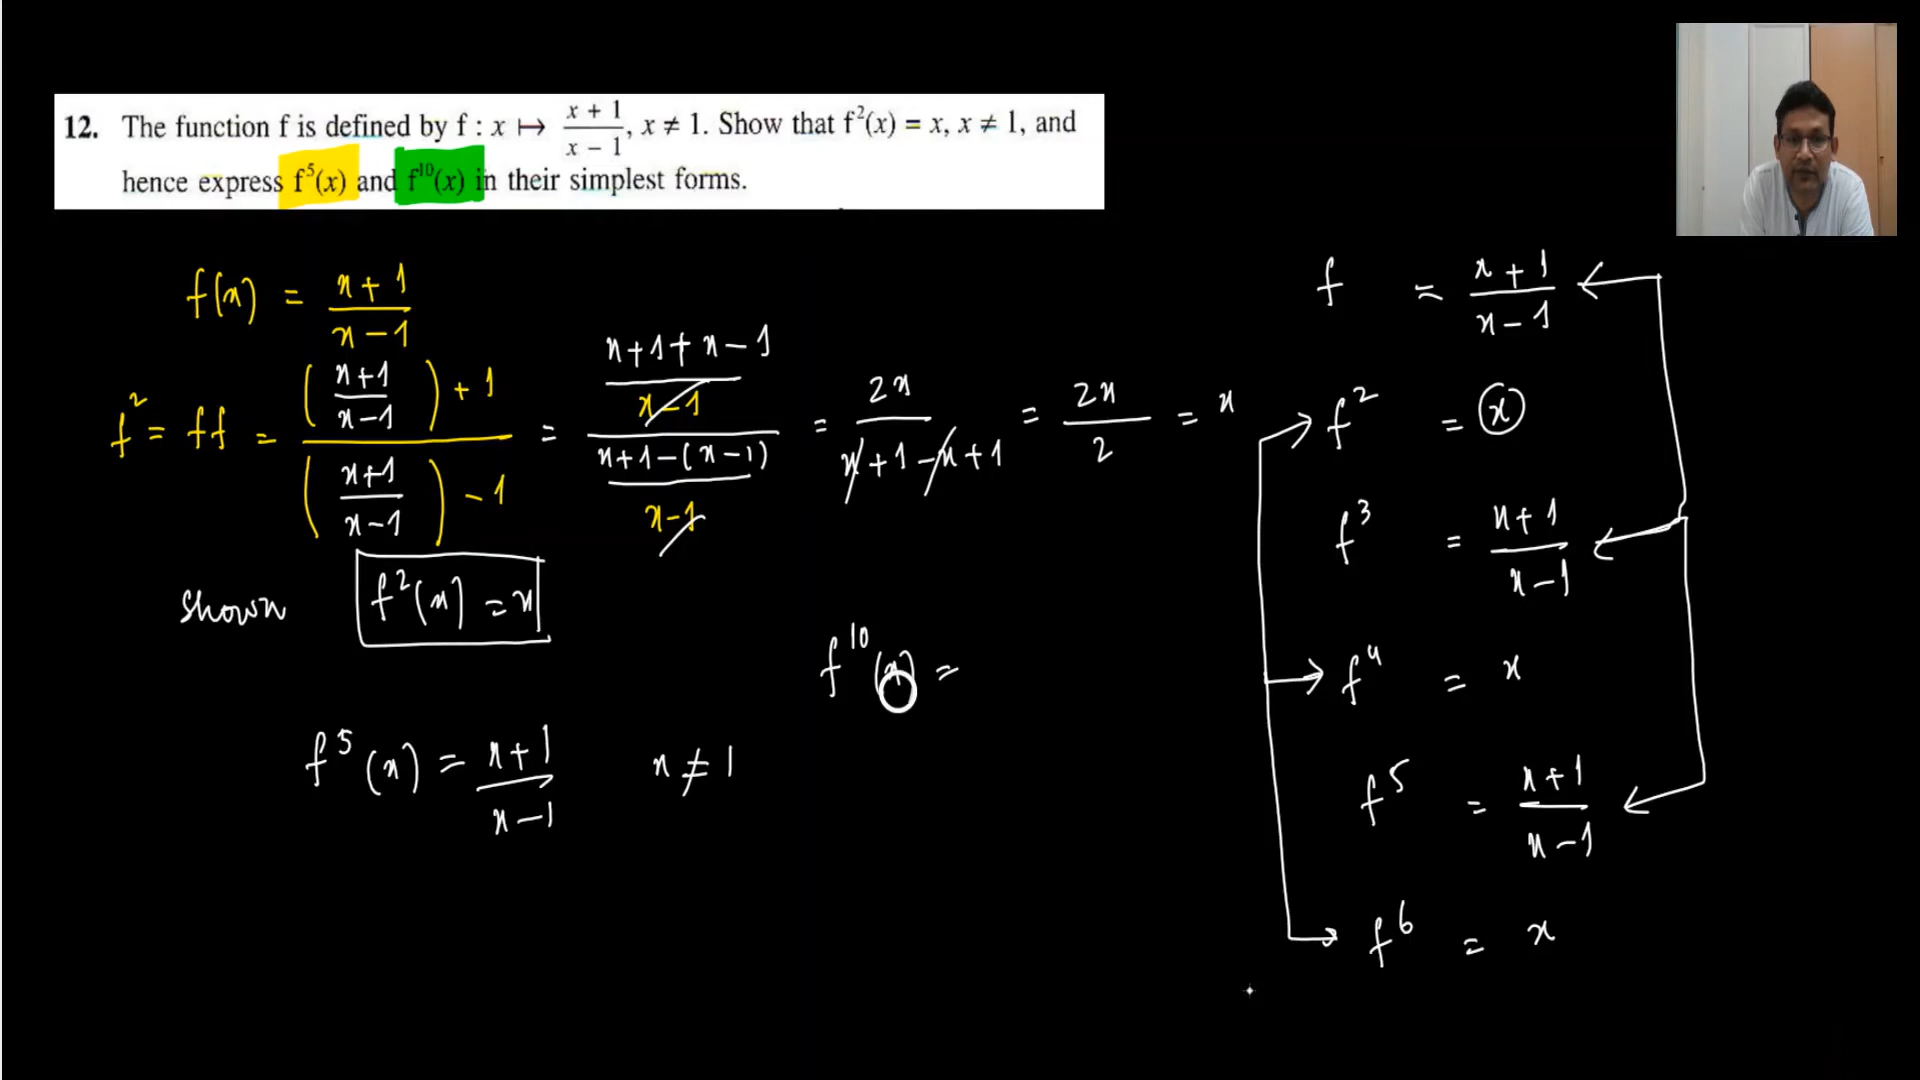 12. The function f is defined by f : x ↦ (x + 1)/(x − 1), x ≠ 1. Show that f²(x) = x, x ≠ 1, and
hence express f⁵(x) and f¹⁰(x) in their simplest forms.
f(x) = (x+1)/(x−1)
f² = ff = (((x+1)/(x−1)) + 1)/(((x+1)/(x−1)) − 1) = ((x+1+x−1)/(x−1))/((x+1−(x−1))/(x−1)) = 2x/(x+1−x+1) = 2x/2 = x
shown f²(x) = x
f⁵(x) = (x+1)/(x−1) x ≠ 1
f¹⁰(x) =
f = (x+1)/(x−1)
f² = x
f³ = (x+1)/(x−1)
f⁴ = x
f⁵ = (x+1)/(x−1)
f⁶ = x